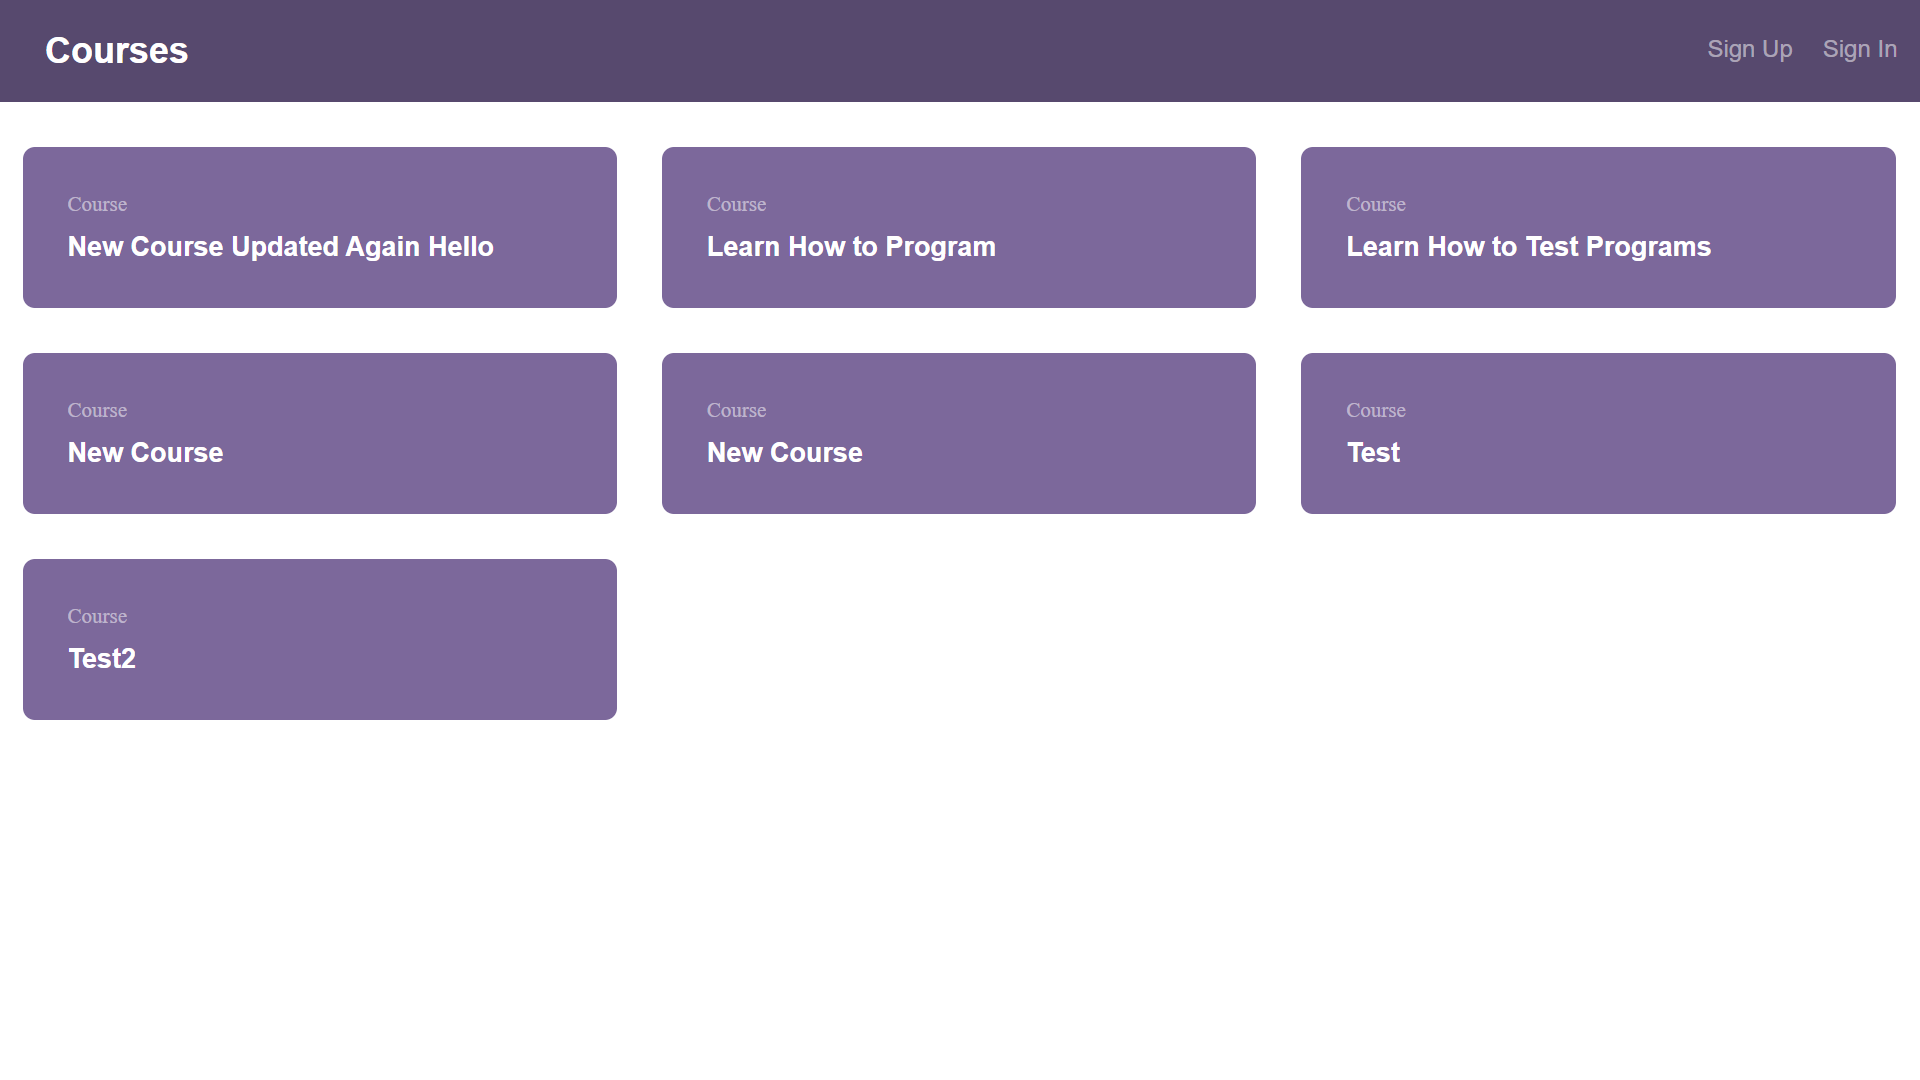 Courses
Sign Up
Sign In
Course
New Course Updated Again Hello
Course
Learn How to Program
Course
Learn How to Test Programs
Course
New Course
Course
New Course
Course
Test
Course
Test2